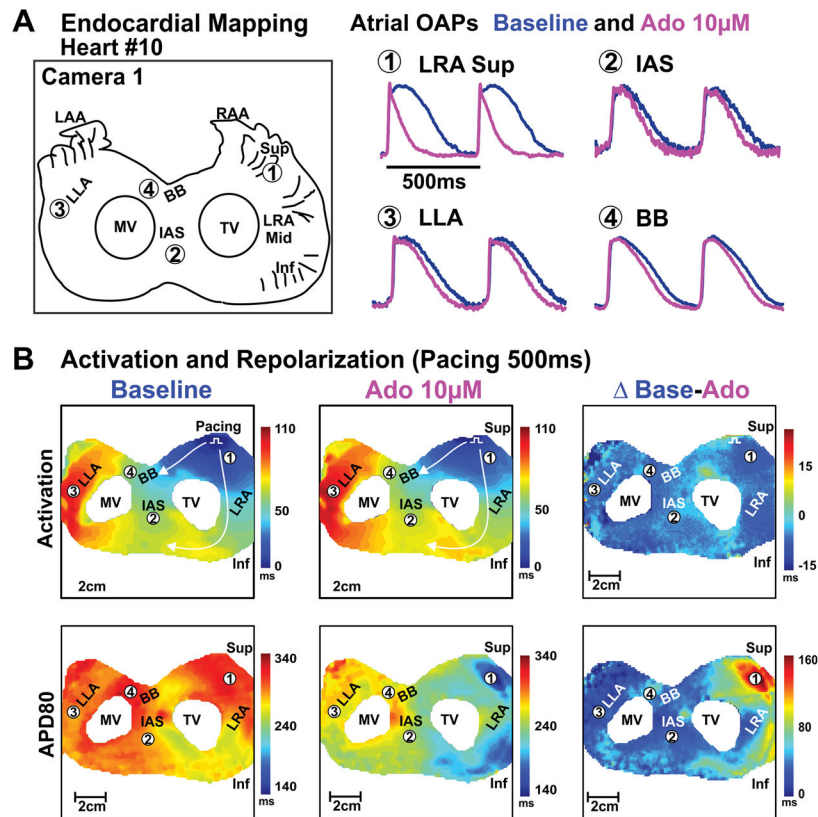 A Endocardial Mapping
Heart #10
Camera 1
LAA
RAA
Sup
①
③ LLA
④
BB
MV
IAS
②
TV
LRA
Mid
Inf
Atrial OAPs Baseline and Ado 10µM
① LRA Sup
② IAS
500ms
③ LLA
④ BB
B Activation and Repolarization (Pacing 500ms)
Baseline
Ado 10µM
Δ Base-Ado
Activation
Pacing
①
④ BB
③ LLA
MV
IAS
②
TV
LRA
Inf
2cm
110
50
0
ms
Sup
①
④ BB
③ LLA
MV
IAS
②
TV
LRA
Inf
2cm
110
50
0
ms
Sup
①
④ BB
③ LLA
MV
IAS
②
TV
LRA
Inf
2cm
15
0
-15
ms
APD80
Sup
①
④ BB
③ LLA
MV
IAS
②
TV
LRA
Inf
2cm
340
240
140
ms
Sup
①
④ BB
③ LLA
MV
IAS
②
TV
LRA
Inf
2cm
340
240
140
ms
Sup
①
④ BB
③ LLA
MV
IAS
②
TV
LRA
Inf
2cm
160
80
0
ms